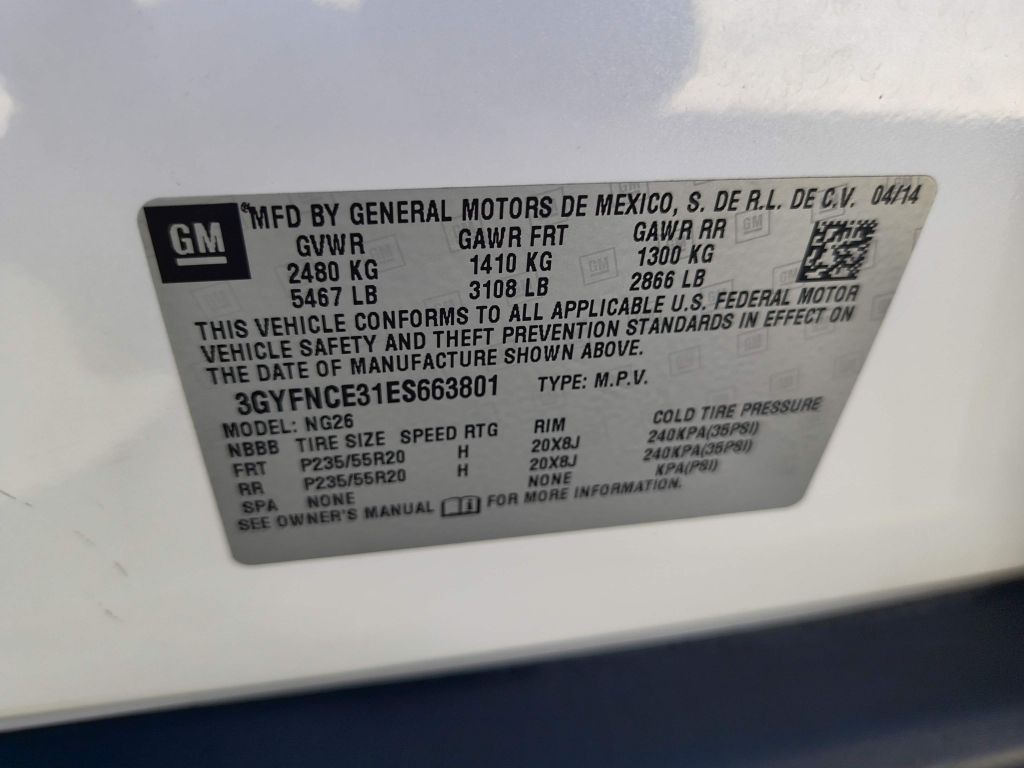 GM
MFD BY GENERAL MOTORS DE MEXICO, S. DE R.L. DE C.V. 04/14
GVWR GAWR FRT GAWR RR
2480 KG 1410 KG 1300 KG
5467 LB 3108 LB 2866 LB
THIS VEHICLE CONFORMS TO ALL APPLICABLE U.S. FEDERAL MOTOR
VEHICLE SAFETY AND THEFT PREVENTION STANDARDS IN EFFECT ON
THE DATE OF MANUFACTURE SHOWN ABOVE.
3GYFNCE31ES663801 TYPE: M.P.V.
MODEL: NG26
NBBB TIRE SIZE SPEED RTG RIM COLD TIRE PRESSURE
FRT P235/55R20 H 20X8J 240KPA(35PSI)
RR P235/55R20 H 20X8J 240KPA(35PSI)
SPA NONE NONE KPA(PSI)
SEE OWNER'S MANUAL FOR MORE INFORMATION.